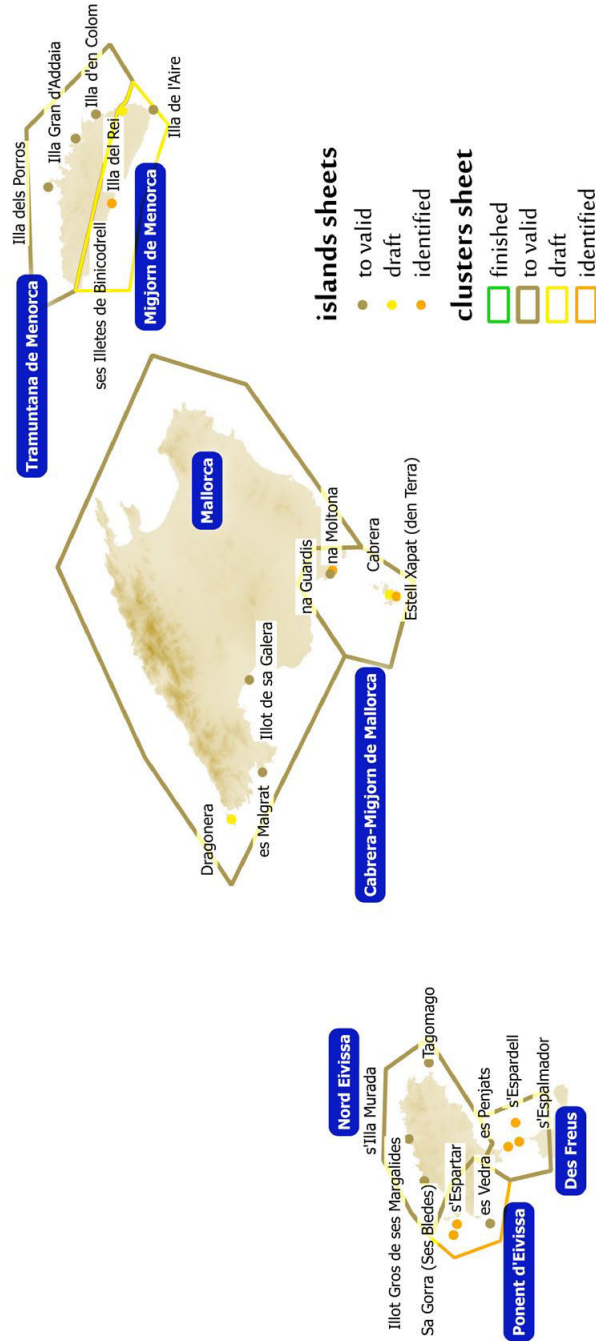 Tramuntana de Menorca
Illa dels Porros
Illa Gran d'Addaia
Illa d'en Colom
ses Illetes de Binicodrell
Illa del Rei
Illa de l'Aire
Migjorn de Menorca
Mallorca
Dragonera
es Malgrat
Illot de sa Galera
na Guardis
na Moltona
Cabrera
Estell Xapat (den Terra)
Cabrera-Migjorn de Mallorca
islands sheets
to valid
draft
identified
clusters sheet
finished
to valid
draft
identified
Nord Eivissa
s'Illa Murada
Tagomago
Illot Gros de ses Margalides
Sa Gorra (Ses Bledes)
s'Espartar
es Vedra
es Penjats
s'Espardell
s'Espalmador
Ponent d'Eivissa
Des Freus